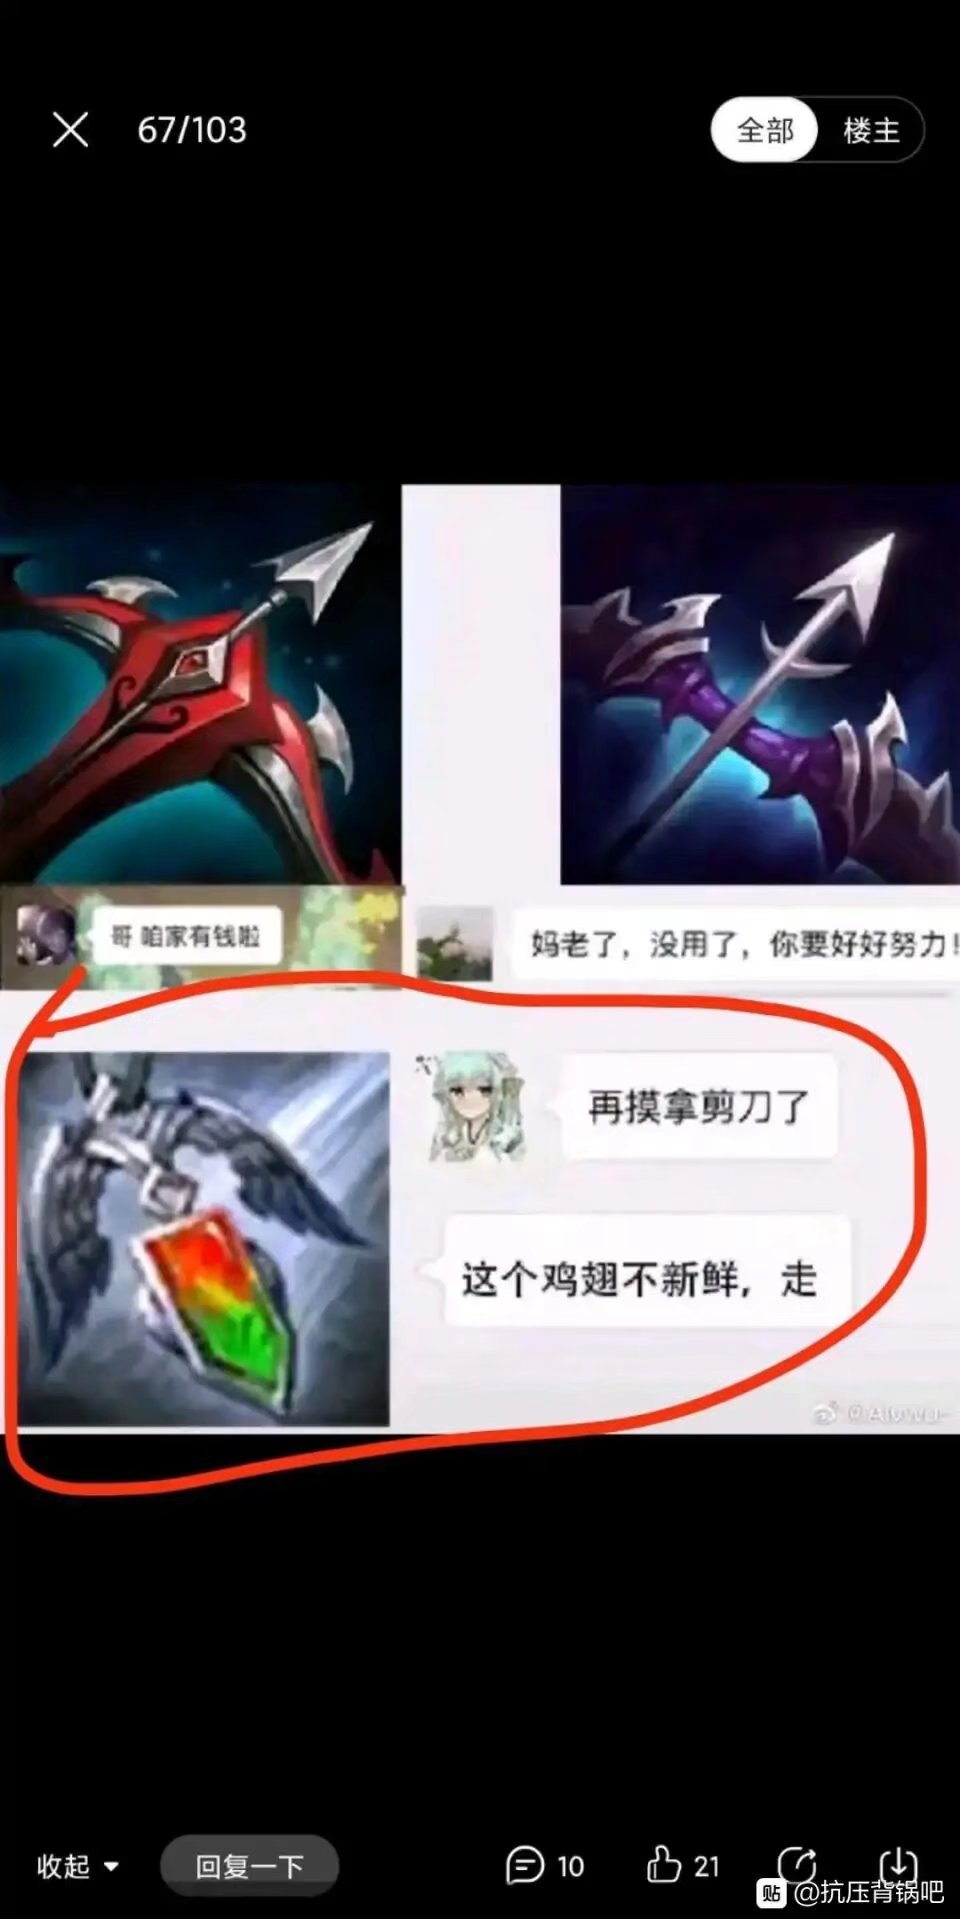 67/103
全部
楼主
哥 咱家有钱啦
妈老了，没用了，你要好好努力！
再摸拿剪刀了
这个鸡翅不新鲜，走
收起
回复一下
10
21
贴 @抗压背锅吧